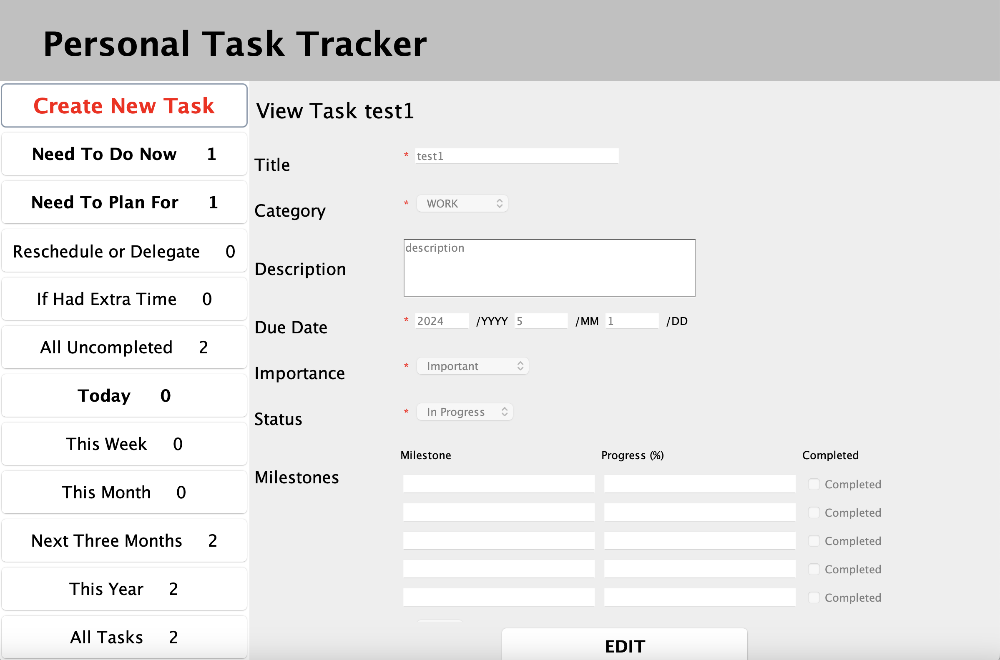 Personal Task Tracker
Create New Task
Need To Do Now 1
Need To Plan For 1
Reschedule or Delegate 0
If Had Extra Time 0
All Uncompleted 2
Today 0
This Week 0
This Month 0
Next Three Months 2
This Year 2
All Tasks 2
View Task test1
Title * test1
Category * WORK
Description description
Due Date * 2024 /YYYY 5 /MM 1 /DD
Importance * Important
Status * In Progress
Milestone Progress (%) Completed
Milestones
Completed
Completed
Completed
Completed
Completed
EDIT